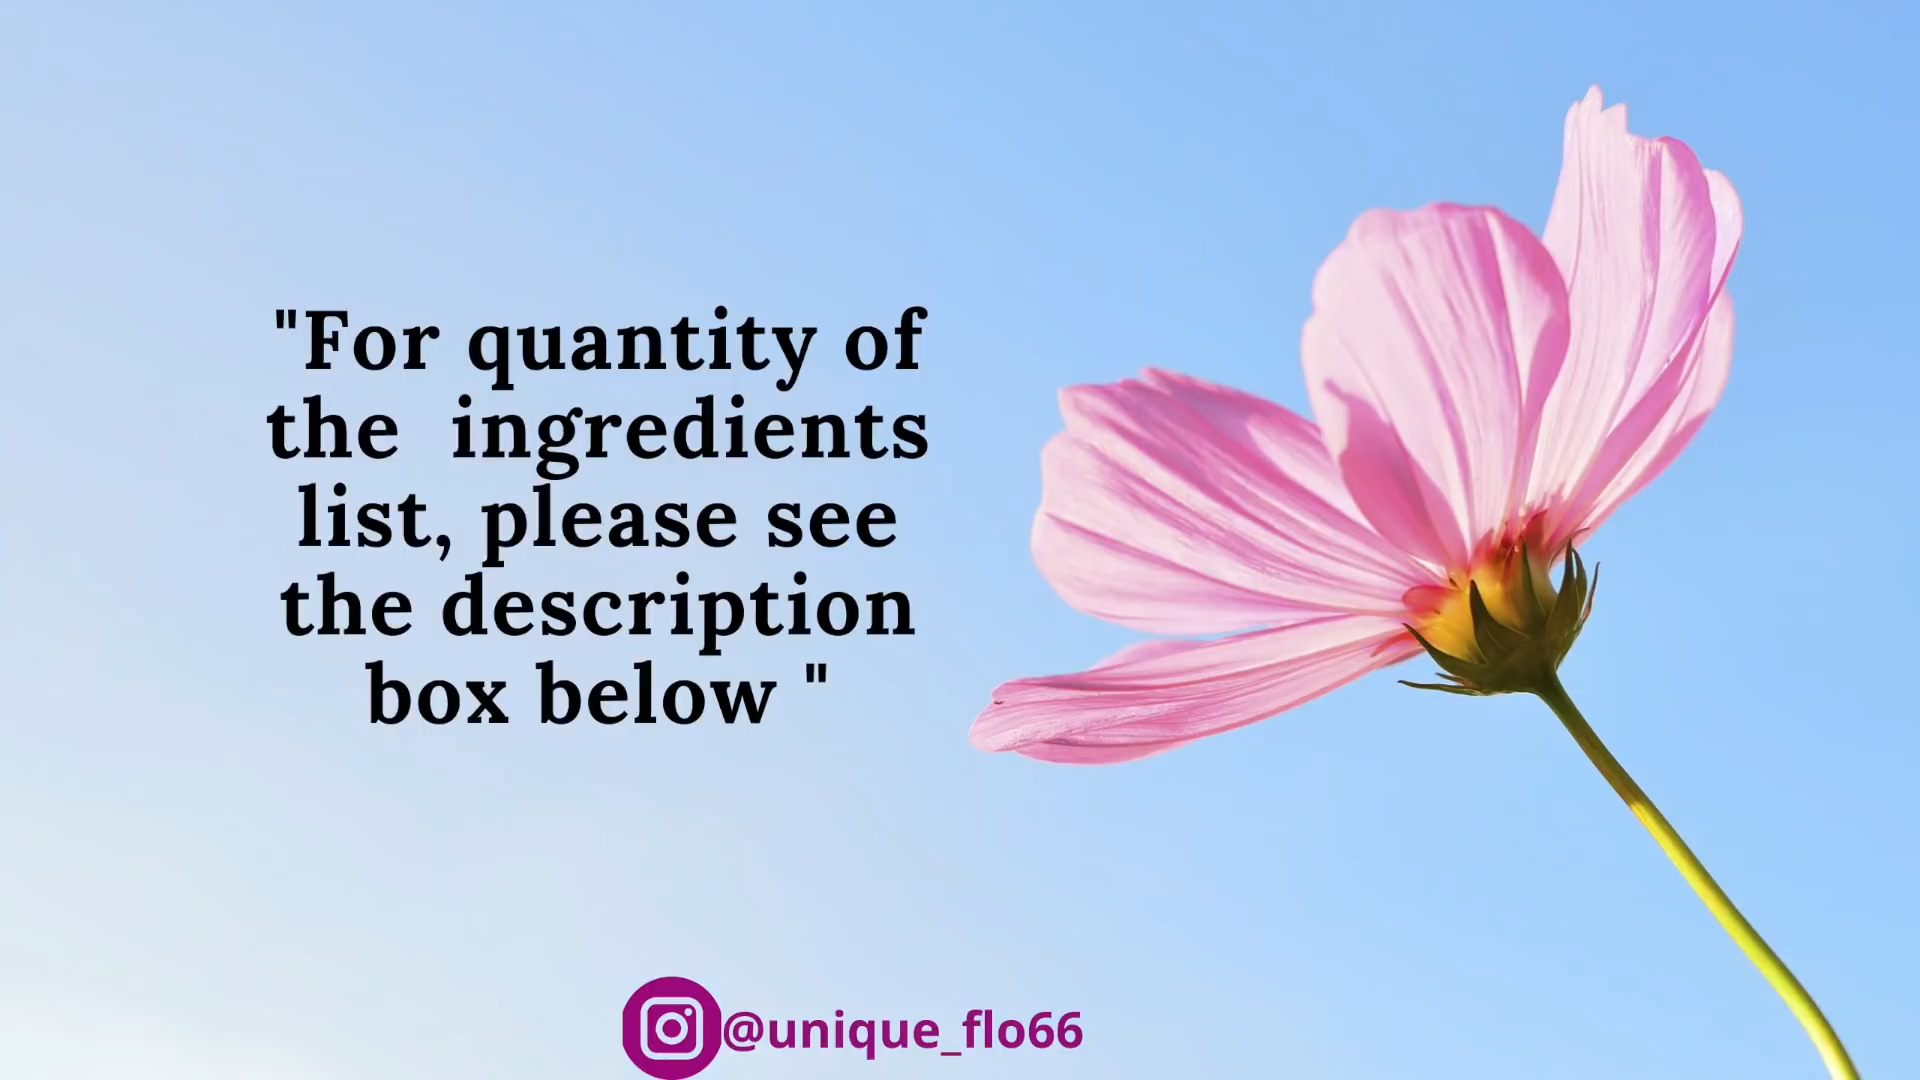 "For quantity of
the  ingredients
list, please see
the description
box below "
@unique_flo66